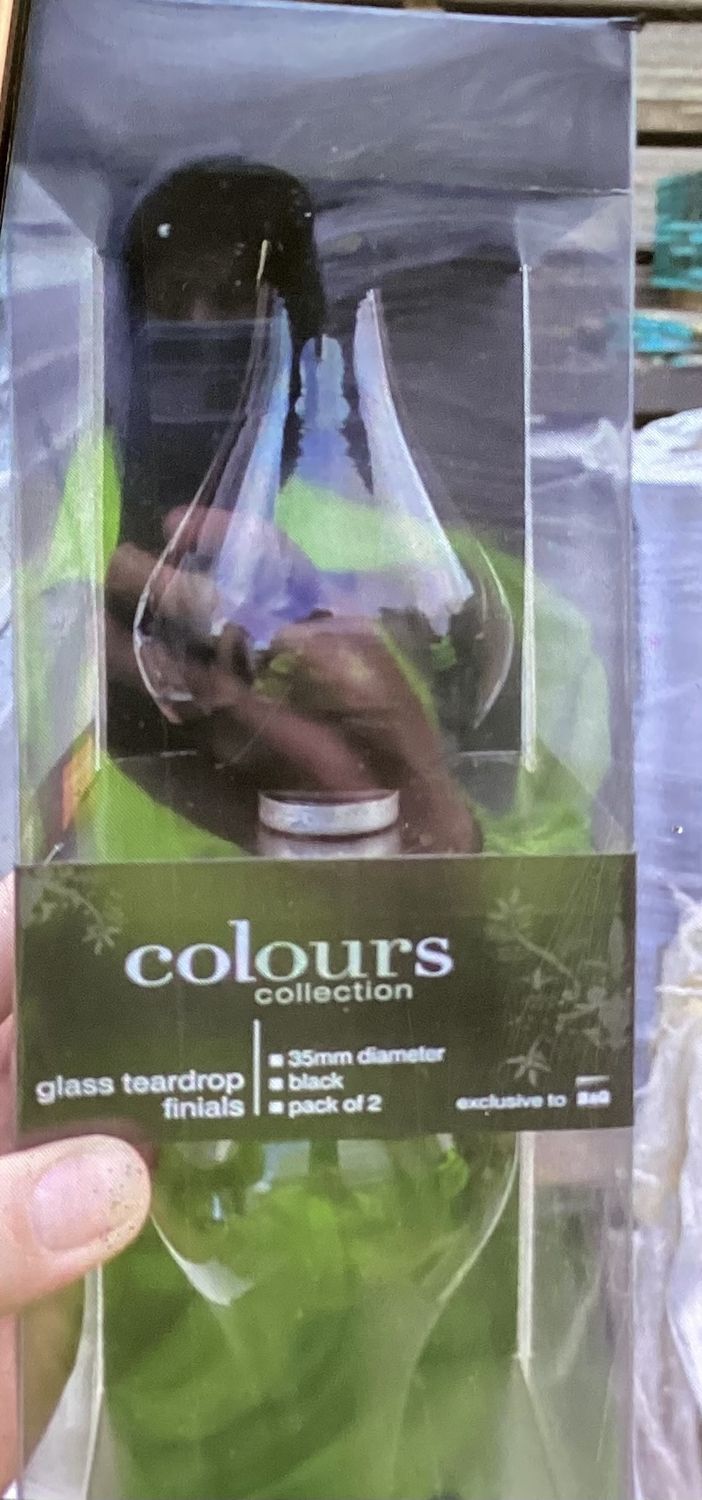 colours
collection
glass teardrop
finials
■ 35mm diameter
■ black
■ pack of 2
exclusive to B&Q